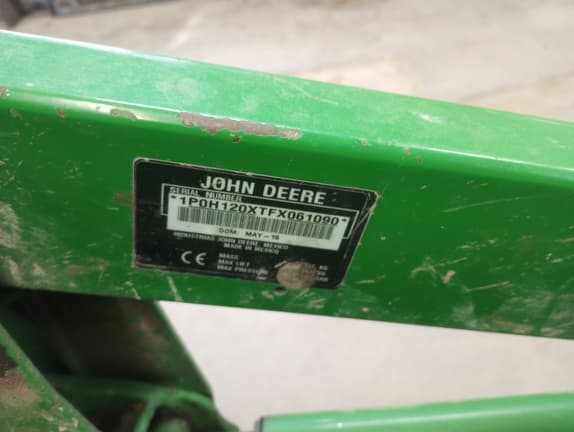 JOHN DEERE
SERIAL NUMBER
*1P0H120XTFX061090*
DOM: MAY-15
INDUSTRIAS JOHN DEERE, MEXICO
MADE IN MEXICO
CE
MASS KG
MAX LIFT
MAX PRESSURE